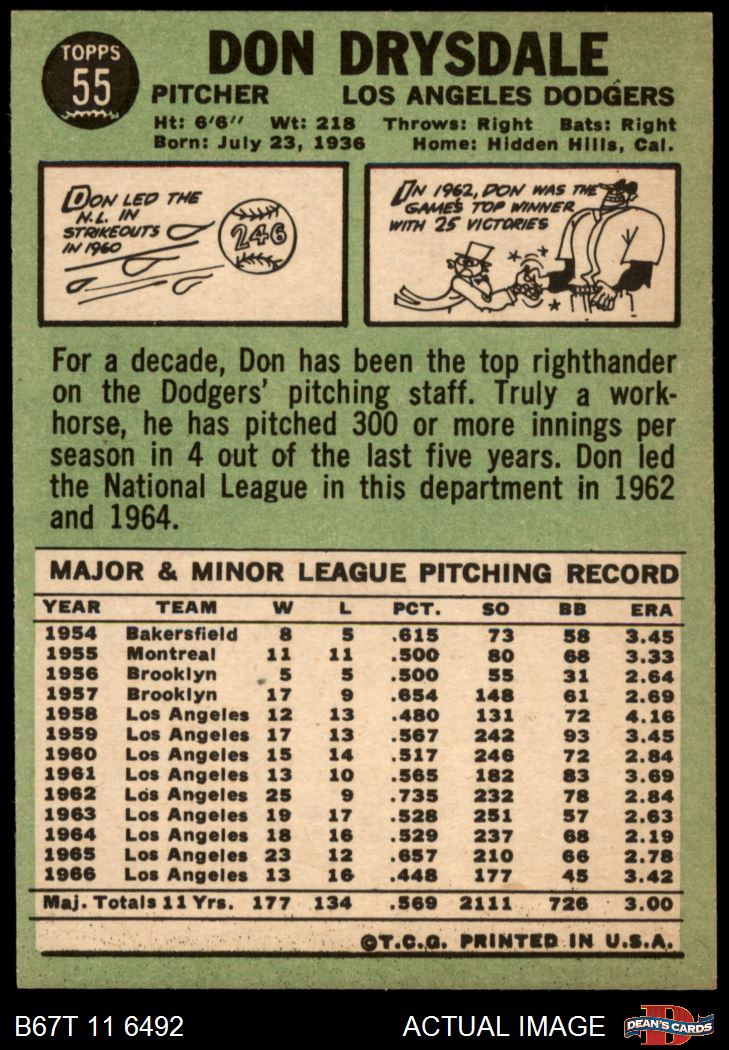 TOPPS
55
DON DRYSDALE
PITCHER LOS ANGELES DODGERS
Ht: 6'6" Wt: 218 Throws: Right Bats: Right
Born: July 23, 1936 Home: Hidden Hills, Cal.
DON LED THE
N.L. IN
STRIKEOUTS
IN 1960
246
IN 1962, DON WAS THE
GAME'S TOP WINNER
WITH 25 VICTORIES
For a decade, Don has been the top righthander
on the Dodgers' pitching staff. Truly a work-
horse, he has pitched 300 or more innings per
season in 4 out of the last five years. Don led
the National League in this department in 1962
and 1964.
MAJOR & MINOR LEAGUE PITCHING RECORD
YEAR TEAM W L PCT. SO BB ERA
1954 Bakersfield 8 5 .615 73 58 3.45
1955 Montreal 11 11 .500 80 68 3.33
1956 Brooklyn 5 5 .500 55 31 2.64
1957 Brooklyn 17 9 .654 148 61 2.69
1958 Los Angeles 12 13 .480 131 72 4.16
1959 Los Angeles 17 13 .567 242 93 3.45
1960 Los Angeles 15 14 .517 246 72 2.84
1961 Los Angeles 13 10 .565 182 83 3.69
1962 Los Angeles 25 9 .735 232 78 2.84
1963 Los Angeles 19 17 .528 251 57 2.63
1964 Los Angeles 18 16 .529 237 68 2.19
1965 Los Angeles 23 12 .657 210 66 2.78
1966 Los Angeles 13 16 .448 177 45 3.42
Maj. Totals 11 Yrs. 177 134 .569 2111 726 3.00
©T.C.G. PRINTED IN U.S.A.
B67T 11 6492 ACTUAL IMAGE DEAN'S CARDS